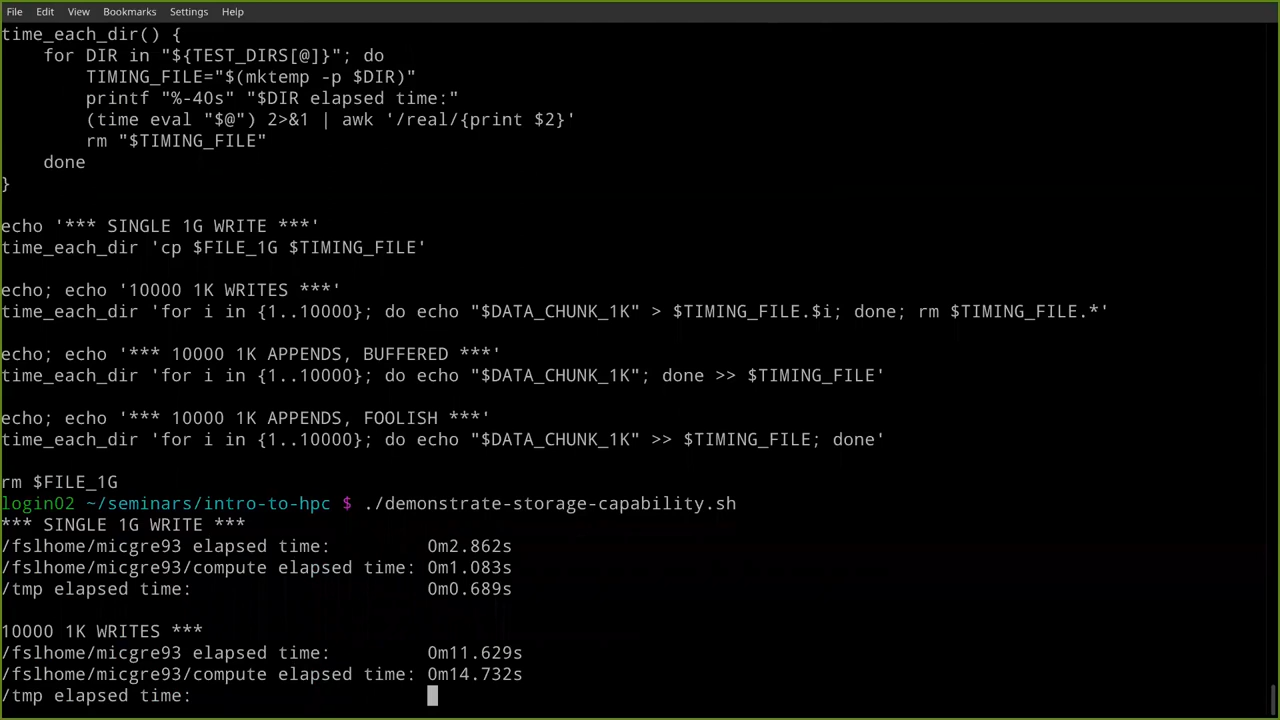 File Edit View Bookmarks Settings Help
time_each_dir() {
    for DIR in "${TEST_DIRS[@]}"; do
        TIMING_FILE="$(mktemp -p $DIR)"
        printf "%-40s" "$DIR elapsed time:"
        (time eval "$@") 2>&1 | awk '/real/{print $2}'
        rm "$TIMING_FILE"
    done
}
echo '*** SINGLE 1G WRITE ***'
time_each_dir 'cp $FILE_1G $TIMING_FILE'
echo; echo '10000 1K WRITES ***'
time_each_dir 'for i in {1..10000}; do echo "$DATA_CHUNK_1K" > $TIMING_FILE.$i; done; rm $TIMING_FILE.*'
echo; echo '*** 10000 1K APPENDS, BUFFERED ***'
time_each_dir 'for i in {1..10000}; do echo "$DATA_CHUNK_1K"; done >> $TIMING_FILE'
echo; echo '*** 10000 1K APPENDS, FOOLISH ***'
time_each_dir 'for i in {1..10000}; do echo "$DATA_CHUNK_1K" >> $TIMING_FILE; done'
rm $FILE_1G
login02 ~/seminars/intro-to-hpc $ ./demonstrate-storage-capability.sh
*** SINGLE 1G WRITE ***
/fslhome/micgre93 elapsed time:         0m2.862s
/fslhome/micgre93/compute elapsed time: 0m1.083s
/tmp elapsed time:                      0m0.689s
10000 1K WRITES ***
/fslhome/micgre93 elapsed time:         0m11.629s
/fslhome/micgre93/compute elapsed time: 0m14.732s
/tmp elapsed time: